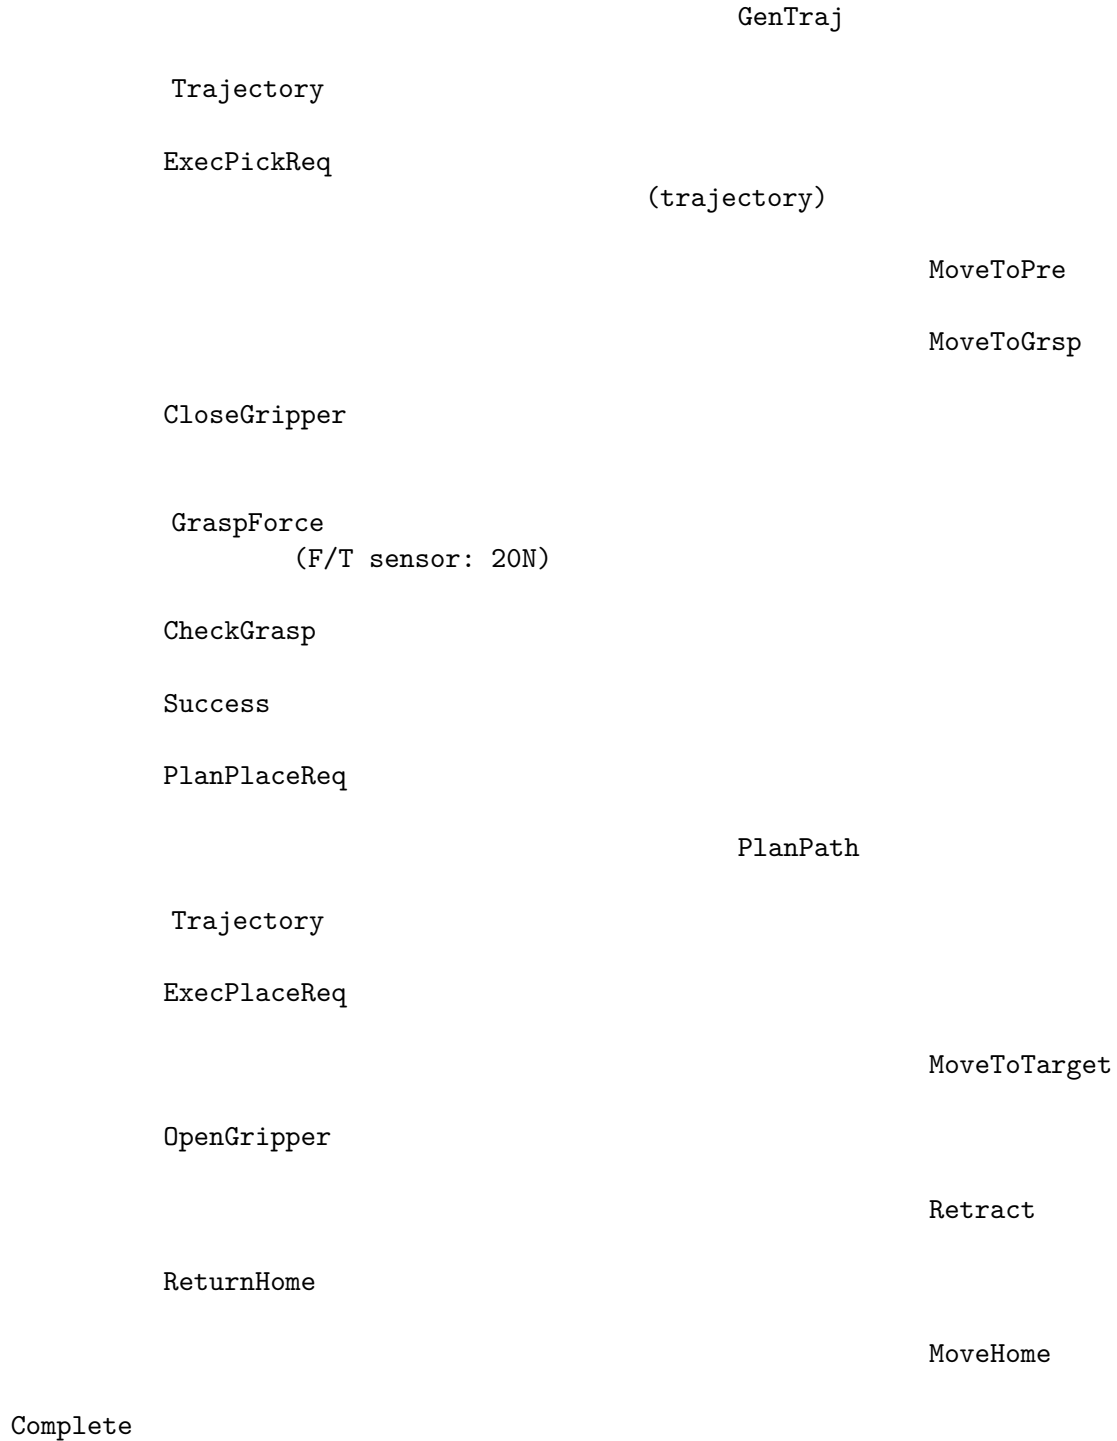 GenTraj
Trajectory
ExecPickReq
(trajectory)
MoveToPre
MoveToGrsp
CloseGripper
GraspForce
(F/T sensor: 20N)
CheckGrasp
Success
PlanPlaceReq
PlanPath
Trajectory
ExecPlaceReq
MoveToTarget
OpenGripper
Retract
ReturnHome
MoveHome
Complete